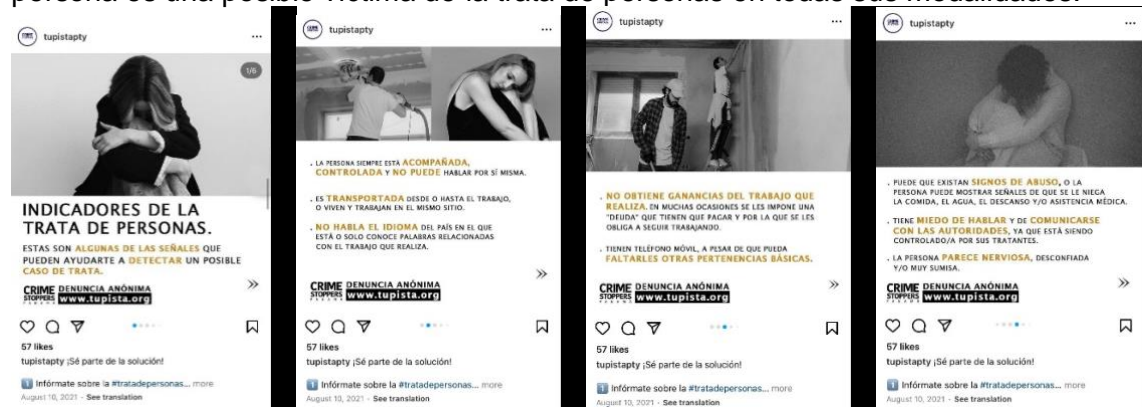 persona es una posible víctima de la trata de personas en todas sus modalidades.
tupistapty
1/6
INDICADORES DE LA
TRATA DE PERSONAS.
ESTAS SON ALGUNAS DE LAS SEÑALES QUE
PUEDEN AYUDARTE A DETECTAR UN POSIBLE
CASO DE TRATA.
CRIME
STOPPERS
PANAMÁ
DENUNCIA ANÓNIMA
www.tupista.org
57 likes
tupistapty ¡Sé parte de la solución!
1 Infórmate sobre la #tratadepersonas... more
August 10, 2021 - See translation
tupistapty
. LA PERSONA SIEMPRE ESTÁ ACOMPAÑADA,
CONTROLADA Y NO PUEDE HABLAR POR SÍ MISMA.
. ES TRANSPORTADA DESDE O HASTA EL TRABAJO,
O VIVEN Y TRABAJAN EN EL MISMO SITIO.
. NO HABLA EL IDIOMA DEL PAÍS EN EL QUE
ESTÁ O SOLO CONOCE PALABRAS RELACIONADAS
CON EL TRABAJO QUE REALIZA.
CRIME
STOPPERS
PANAMÁ
DENUNCIA ANÓNIMA
www.tupista.org
57 likes
tupistapty ¡Sé parte de la solución!
1 Infórmate sobre la #tratadepersonas... more
August 10, 2021 - See translation
tupistapty
. NO OBTIENE GANANCIAS DEL TRABAJO QUE
REALIZA. EN MUCHAS OCASIONES SE LES IMPONE UNA
"DEUDA" QUE TIENEN QUE PAGAR Y POR LA QUE SE LES
OBLIGA A SEGUIR TRABAJANDO.
. TIENEN TELÉFONO MÓVIL, A PESAR DE QUE PUEDA
FALTARLES OTRAS PERTENENCIAS BÁSICAS.
CRIME
STOPPERS
PANAMÁ
DENUNCIA ANÓNIMA
www.tupista.org
57 likes
tupistapty ¡Sé parte de la solución!
1 Infórmate sobre la #tratadepersonas... more
August 10, 2021 - See translation
tupistapty
. PUEDE QUE EXISTAN SIGNOS DE ABUSO, O LA
PERSONA PUEDE MOSTRAR SEÑALES DE QUE SE LE NIEGA
LA COMIDA, EL AGUA, EL DESCANSO Y/O ASISTENCIA MÉDICA.
. TIENE MIEDO DE HABLAR Y DE COMUNICARSE
CON LAS AUTORIDADES, YA QUE ESTÁ SIENDO
CONTROLADO/A POR SUS TRATANTES.
. LA PERSONA PARECE NERVIOSA, DESCONFIADA
Y/O MUY SUMISA.
CRIME
STOPPERS
PANAMÁ
DENUNCIA ANÓNIMA
www.tupista.org
57 likes
tupistapty ¡Sé parte de la solución!
1 Infórmate sobre la #tratadepersonas... more
August 10, 2021 - See translation